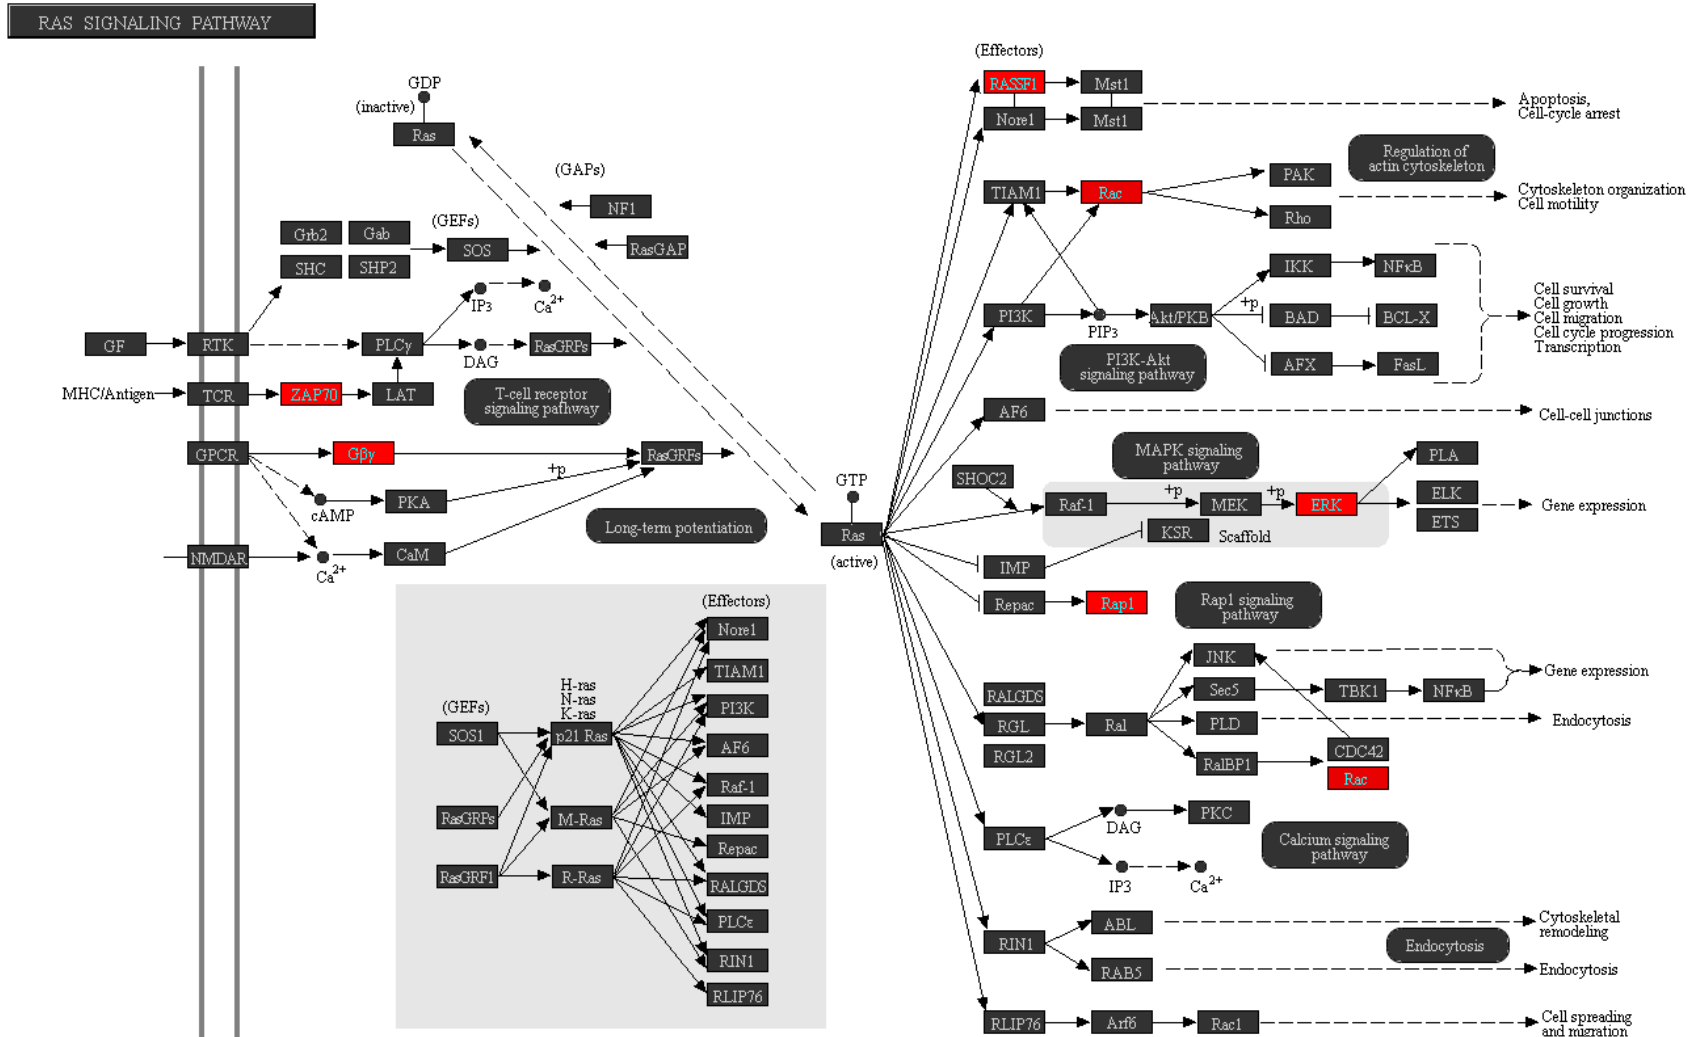 RAS SIGNALING PATHWAY
GDP
(inactive)
Ras
(GAPs)
NF1
RasGAP
(GEFs)
Grb2
Gab
SOS
SHC
SHP2
IP3
Ca2+
GF
RTK
PLCγ
DAG
RasGRPs
MHC/Antigen
TCR
ZAP70
LAT
T-cell receptor
signaling pathway
GPCR
Gβγ
RasGRFs
+p
cAMP
PKA
NMDAR
Ca2+
CaM
Long-term potentiation
GTP
Ras
(active)
(GEFs)
SOS1
RasGRPs
RasGRF1
H-ras
N-ras
K-ras
p21 Ras
M-Ras
R-Ras
(Effectors)
Nore1
TIAM1
PI3K
AF6
Raf-1
IMP
Repac
RALGDS
PLCε
RIN1
RLIP76
(Effectors)
RASSF1
Mst1
Nore1
Mst1
Apoptosis,
Cell-cycle arrest
Regulation of
actin cytoskeleton
TIAM1
Rac
PAK
Rho
Cytoskeleton organization
Cell motility
PI3K
PIP3
Akt/PKB
+p
IKK
NFκB
BAD
BCL-X
AFX
FasL
Cell survival
Cell growth
Cell migration
Cell cycle progression
Transcription
PI3K-Akt
signaling pathway
AF6
Cell-cell junctions
MAPK signaling
pathway
SHOC2
Raf-1
+p
MEK
+p
ERK
PLA
ELK
ETS
Gene expression
KSR
Scaffold
IMP
Repac
Rap1
Rap1 signaling
pathway
RALGDS
RGL
RGL2
Ral
JNK
Sec5
TBK1
NFκB
Gene expression
PLD
Endocytosis
RalBP1
CDC42
Rac
PLCε
DAG
PKC
IP3
Ca2+
Calcium signaling
pathway
RIN1
ABL
Cytoskeletal
remodeling
Endocytosis
RAB5
Endocytosis
RLIP76
Arf6
Rac1
Cell spreading
and migration